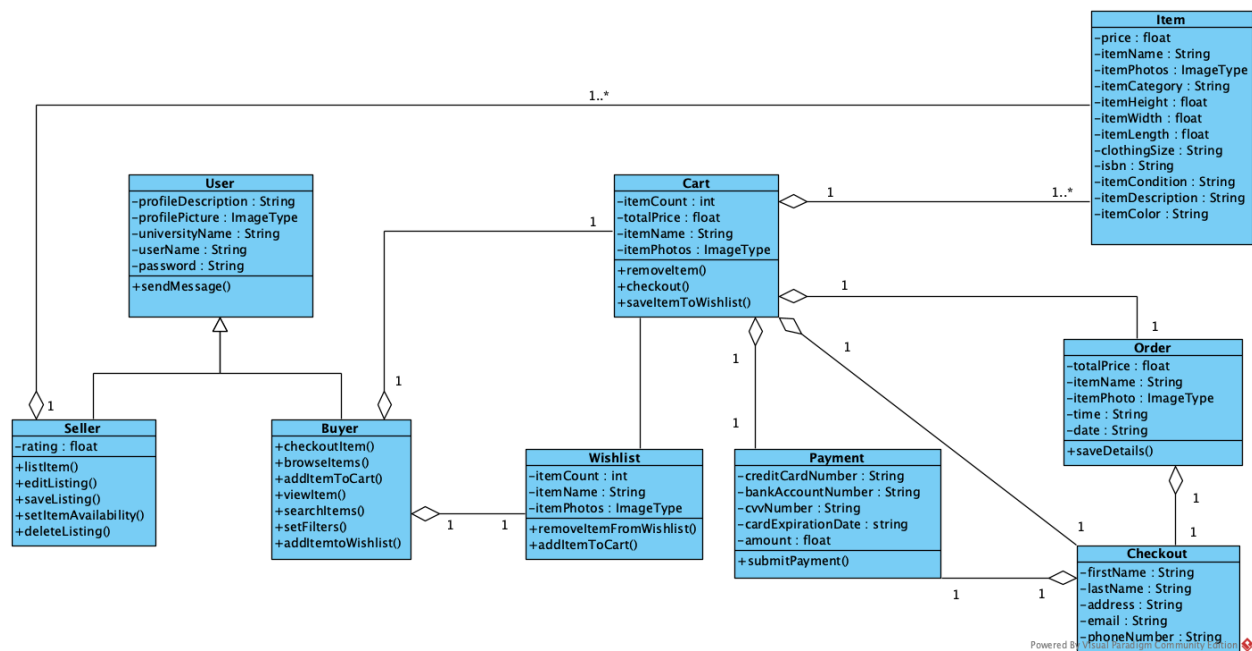 Item
-price : float
-itemName : String
-itemPhotos : ImageType
-itemCategory : String
-itemHeight : float
-itemWidth : float
-itemLength : float
-clothingSize : String
-isbn : String
-itemCondition : String
-itemDescription : String
-itemColor : String
1..*
User
-profileDescription : String
-profilePicture : ImageType
-universityName : String
-userName : String
-password : String
+sendMessage()
Cart
-itemCount : int
-totalPrice : float
-itemName : String
-itemPhotos : ImageType
+removeItem()
+checkout()
+saveItemToWishlist()
1
1..*
1
1
1
1
1
1
1
1
Order
-totalPrice : float
-itemName : String
-itemPhoto : ImageType
-time : String
-date : String
+saveDetails()
Seller
-rating : float
+listItem()
+editListing()
+saveListing()
+setItemAvailability()
+deleteListing()
Buyer
+checkoutItem()
+browseItems()
+addItemToCart()
+viewItem()
+searchItems()
+setFilters()
+addItemtoWishlist()
1
1
Wishlist
-itemCount : int
-itemName : String
-itemPhotos : ImageType
+removeItemFromWishlist()
+addItemToCart()
1
Payment
-creditCardNumber : String
-bankAccountNumber : String
-cvvNumber : String
-cardExpirationDate : string
-amount : float
+submitPayment()
1
1
1
1
1
Checkout
-firstName : String
-lastName : String
-address : String
-email : String
-phoneNumber : String
Powered By Visual Paradigm Community Edition